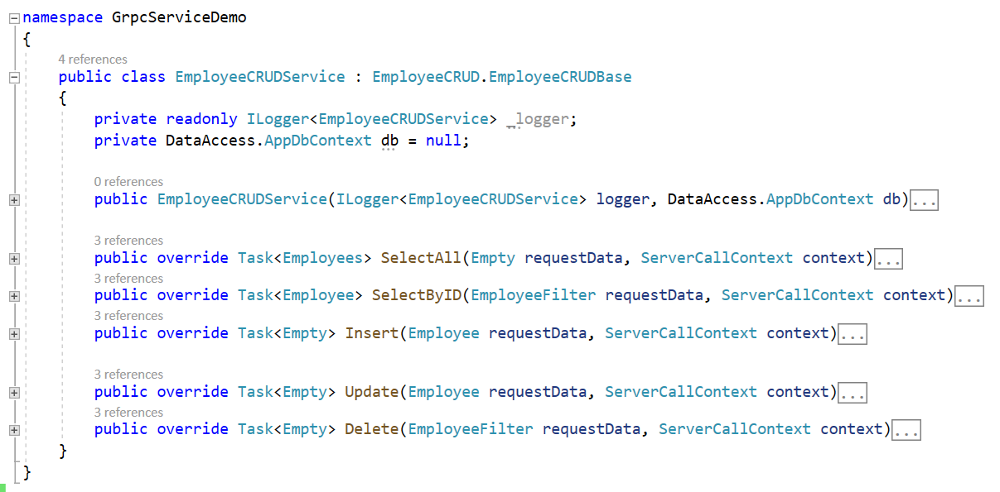 namespace GrpcServiceDemo
{
4 references
public class EmployeeCRUDService : EmployeeCRUD.EmployeeCRUDBase
{
private readonly ILogger<EmployeeCRUDService> _logger;
private DataAccess.AppDbContext db = null;
0 references
public EmployeeCRUDService(ILogger<EmployeeCRUDService> logger, DataAccess.AppDbContext db)...
3 references
public override Task<Employees> SelectAll(Empty requestData, ServerCallContext context)...
3 references
public override Task<Employee> SelectByID(EmployeeFilter requestData, ServerCallContext context)...
3 references
public override Task<Empty> Insert(Employee requestData, ServerCallContext context)...
3 references
public override Task<Empty> Update(Employee requestData, ServerCallContext context)...
3 references
public override Task<Empty> Delete(EmployeeFilter requestData, ServerCallContext context)...
}
}